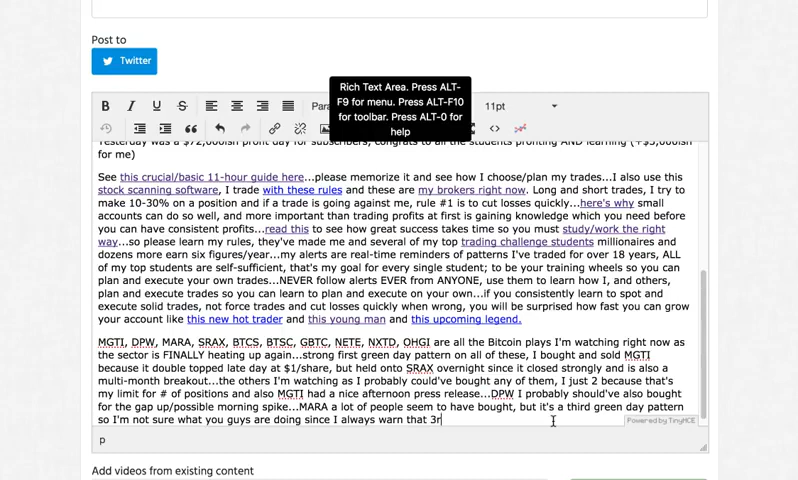 Post to
Twitter
Rich Text Area. Press ALT-
F9 for menu. Press ALT-F10
for toolbar. Press ALT-0 for
help
B I U S Para 11pt
Yesterday was a $72,000ish profit day for subscribers, congrats to all the students profiting AND learning (+$5,000ish
for me)
See this crucial/basic 11-hour guide here...please memorize it and see how I choose/plan my trades...I also use this
stock scanning software, I trade with these rules and these are my brokers right now. Long and short trades, I try to
make 10-30% on a position and if a trade is going against me, rule #1 is to cut losses quickly...here's why small
accounts can do so well, and more important than trading profits at first is gaining knowledge which you need before
you can have consistent profits...read this to see how great success takes time so you must study/work the right
way...so please learn my rules, they've made me and several of my top trading challenge students millionaires and
dozens more earn six figures/year...my alerts are real-time reminders of patterns I've traded for over 18 years, ALL
of my top students are self-sufficient, that's my goal for every single student; to be your training wheels so you can
plan and execute your own trades...NEVER follow alerts EVER from ANYONE, use them to learn how I, and others,
plan and execute trades so you can learn to plan and execute on your own...if you consistently learn to spot and
execute solid trades, not force trades and cut losses quickly when wrong, you will be surprised how fast you can grow
your account like this new hot trader and this young man and this upcoming legend.
MGTI, DPW, MARA, SRAX, BTCS, BTSC, GBTC, NETE, NXTD, OHGI are all the Bitcoin plays I'm watching right now as
the sector is FINALLY heating up again...strong first green day pattern on all of these, I bought and sold MGTI
because it double topped late day at $1/share, but held onto SRAX overnight since it closed strongly and is also a
multi-month breakout...the others I'm watching as I probably could've bought any of them, I just 2 because that's
my limit for # of positions and also MGTI had a nice afternoon press release...DPW I probably should've also bought
for the gap up/possible morning spike...MARA a lot of people seem to have bought, but it's a third green day pattern
so I'm not sure what you guys are doing since I always warn that 3r
Powered by TinyMCE
p
Add videos from existing content